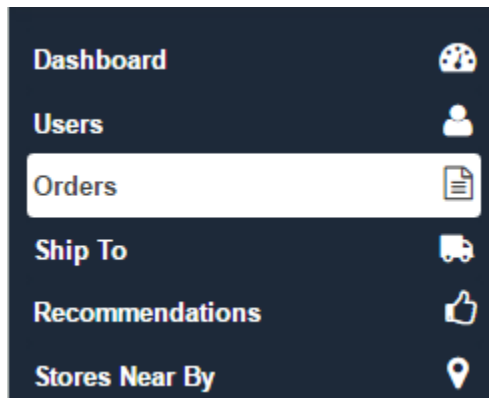 Dashboard
Users
Orders
Ship To
Recommendations
Stores Near By